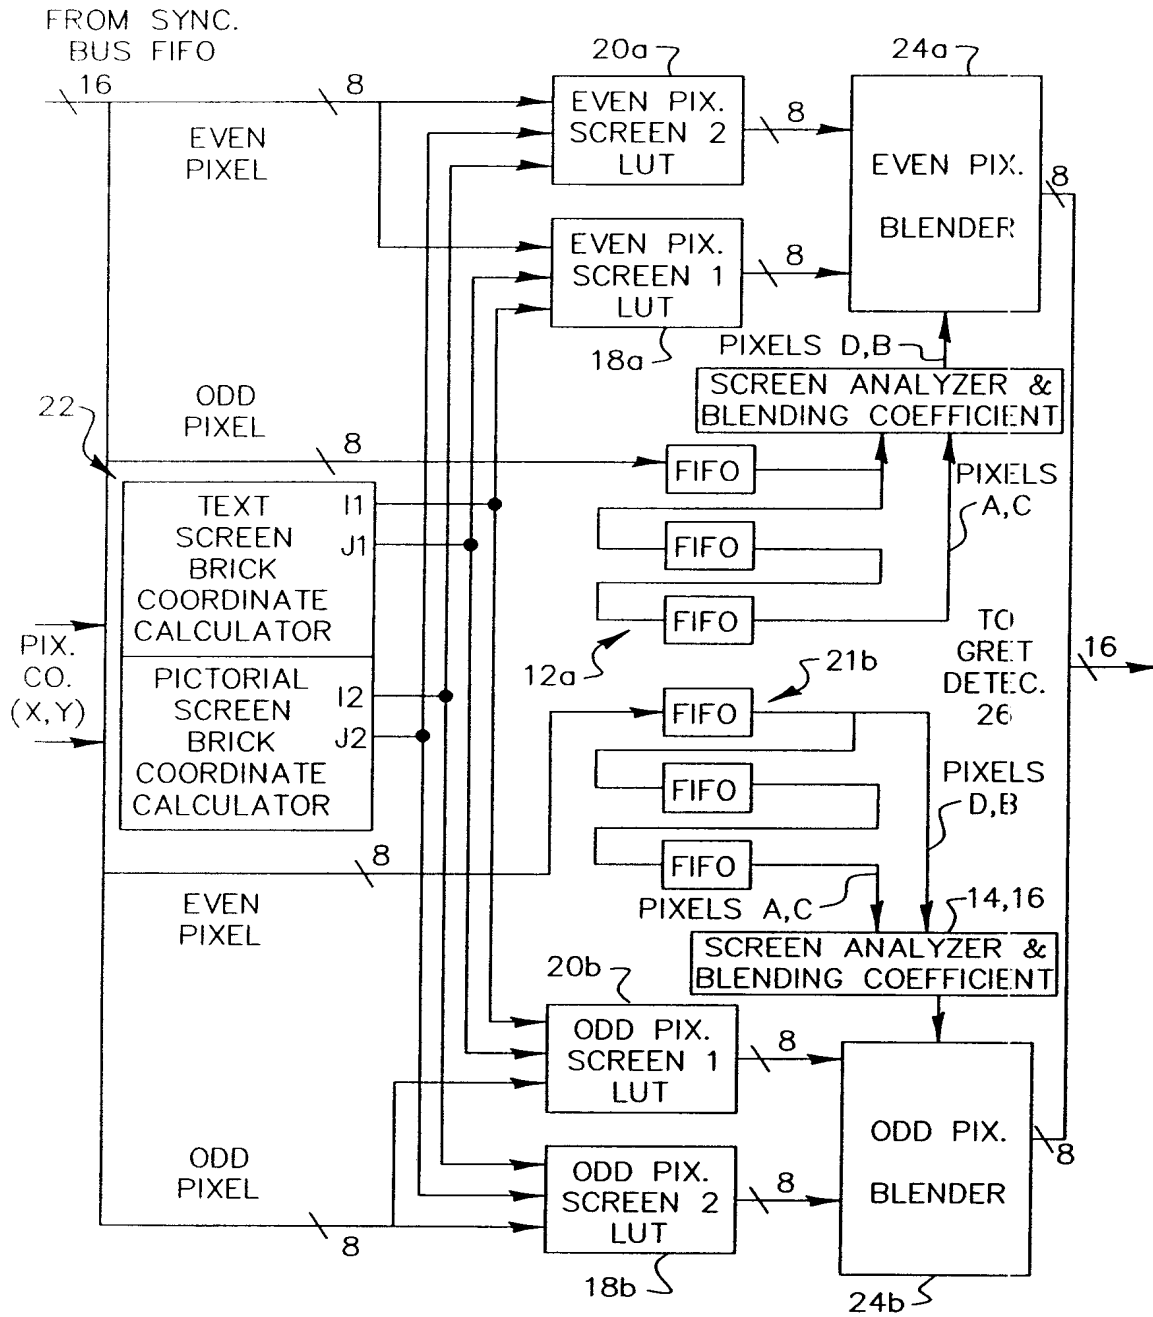 FROM SYNC.
BUS FIFO
16
8
EVEN
PIXEL
20a
EVEN PIX.
SCREEN 2
LUT
8
24a
EVEN PIX.
BLENDER
8
EVEN PIX.
SCREEN 1
LUT
8
18a
PIXELS D,B
SCREEN ANALYZER &
BLENDING COEFFICIENT
ODD
PIXEL
8
22
FIFO
PIXELS
A,C
TEXT
SCREEN
BRICK
COORDINATE
CALCULATOR
I1
J1
FIFO
FIFO
12a
PIX.
CO.
(X,Y)
PICTORIAL
SCREEN
BRICK
COORDINATE
CALCULATOR
I2
J2
TO
GRET
DETEC.
26
16
21b
FIFO
FIFO
FIFO
PIXELS
D,B
8
EVEN
PIXEL
PIXELS A,C
14,16
SCREEN ANALYZER &
BLENDING COEFFICIENT
20b
ODD PIX.
SCREEN 1
LUT
8
ODD PIX.
BLENDER
8
ODD
PIXEL
8
ODD PIX.
SCREEN 2
LUT
8
18b
24b